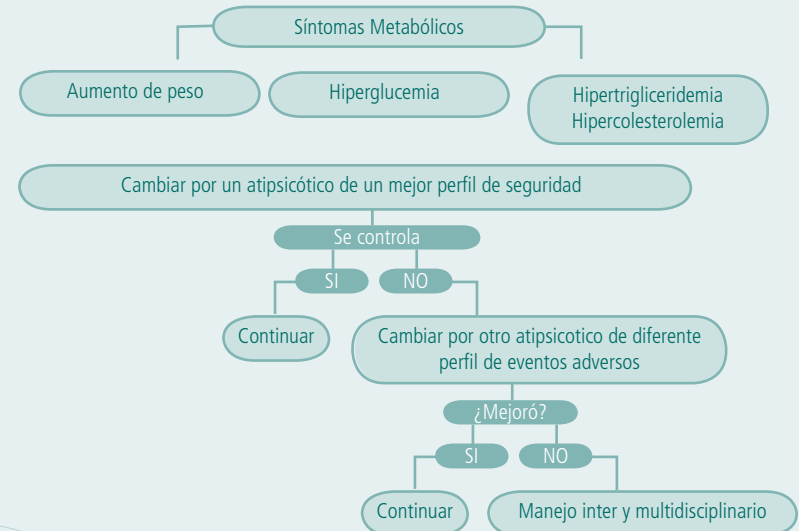 Síntomas Metabólicos
Aumento de peso
Hiperglucemia
Hipertrigliceridemia
Hipercolesterolemia
Cambiar por un atipsicótico de un mejor perfil de seguridad
Se controla
SI
NO
Continuar
Cambiar por otro atipsicotico de diferente
perfil de eventos adversos
¿Mejoró?
SI
NO
Continuar
Manejo inter y multidisciplinario